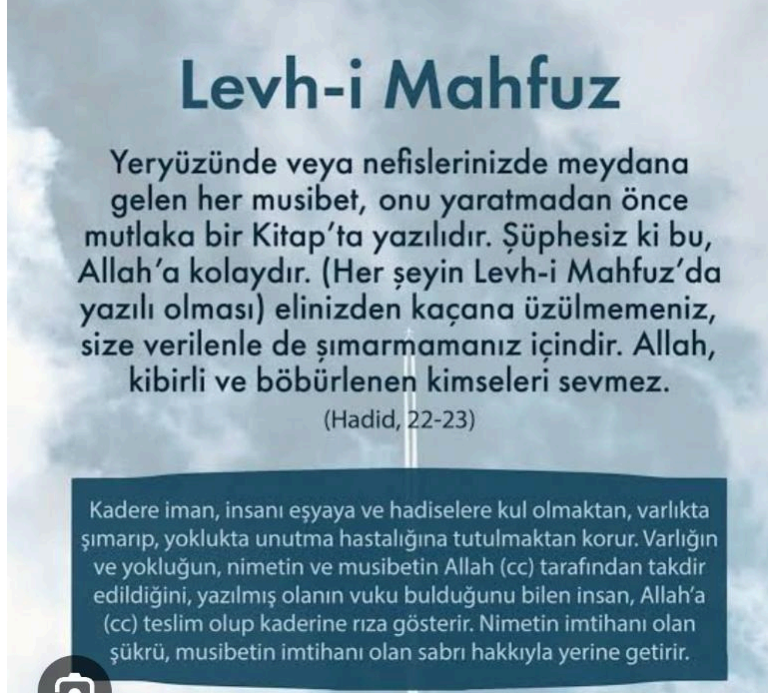 Levh-i Mahfuz
Yeryüzünde veya nefislerinizde meydana
gelen her musibet, onu yaratmadan önce
mutlaka bir Kitap'ta yazılıdır. Şüphesiz ki bu,
Allah'a kolaydır. (Her şeyin Levh-i Mahfuz'da
yazılı olması) elinizden kaçana üzülmemeniz,
size verilenle de şımarmamanız içindir. Allah,
kibirli ve böbürlenen kimseleri sevmez.
(Hadid, 22-23)
Kadere iman, insanı eşyaya ve hadiselere kul olmaktan, varlıkta
şımarıp, yoklukta unutma hastalığına tutulmaktan korur. Varlığın
ve yokluğun, nimetin ve musibetin Allah (cc) tarafından takdir
edildiğini, yazılmış olanın vuku bulduğunu bilen insan, Allah'a
(cc) teslim olup kaderine rıza gösterir. Nimetin imtihanı olan
şükrü, musibetin imtihanı olan sabrı hakkıyla yerine getirir.